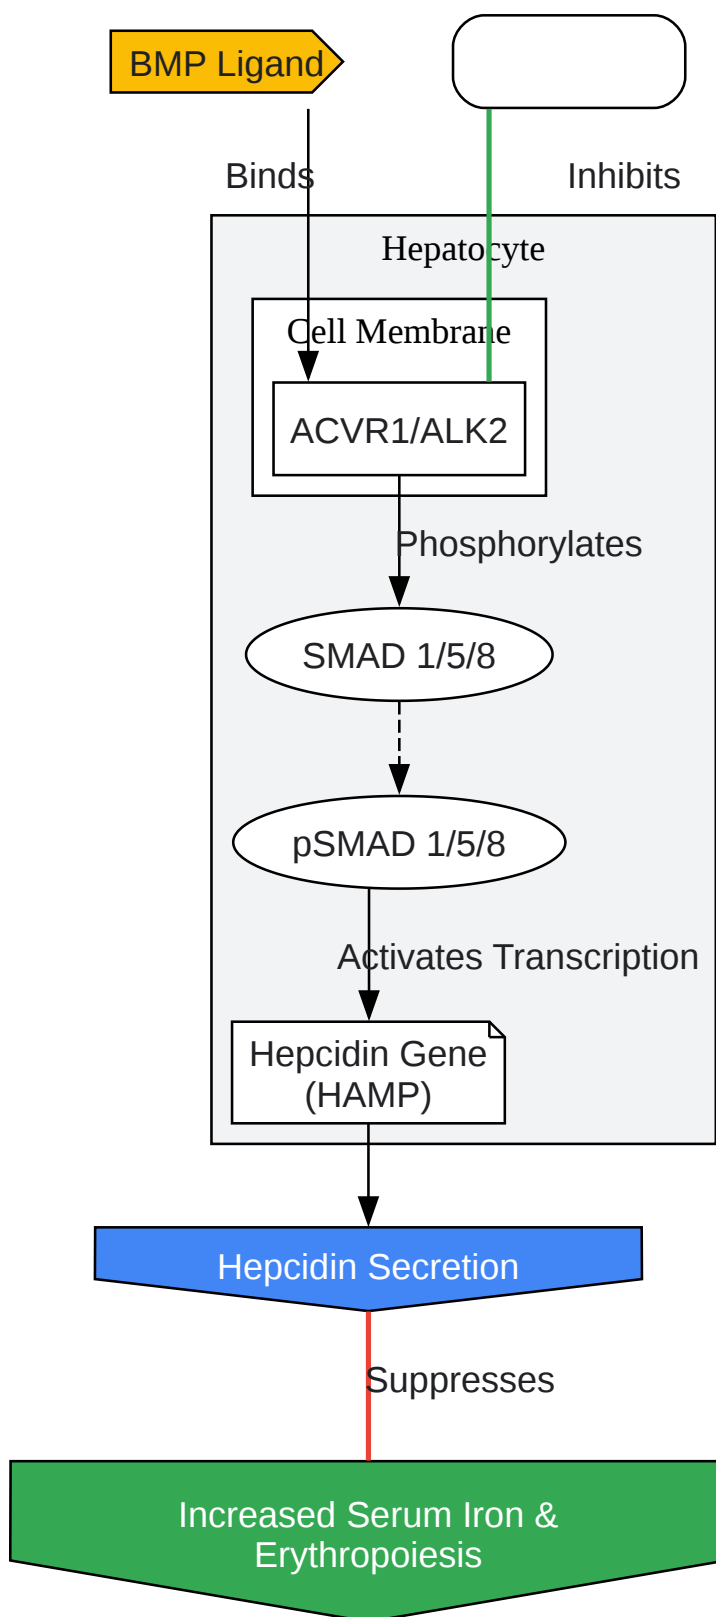 BMP Ligand
Binds
Inhibits
Hepatocyte
Cell Membrane
ACVR1/ALK2
Phosphorylates
SMAD 1/5/8
pSMAD 1/5/8
Activates Transcription
Hepcidin Gene
(HAMP)
Hepcidin Secretion
Suppresses
Increased Serum Iron &
Erythropoiesis